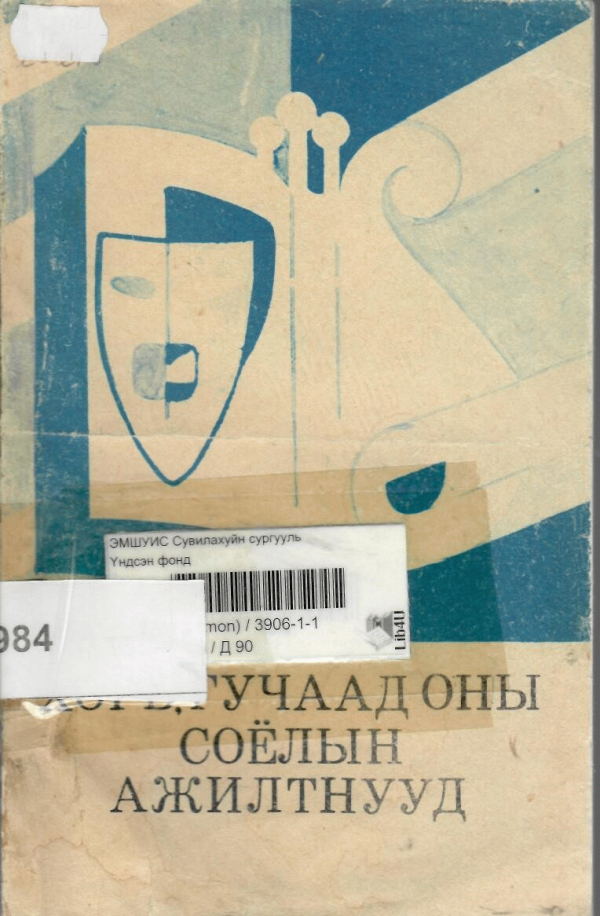 ЭМШУИС Сувилахуйн сургууль
Үндсэн фонд
mon) / 3906-1-1
/ Д 90
Lib4U
984
ГУЧААД ОНЫ
СОЁЛЫН
АЖИЛТНУУД